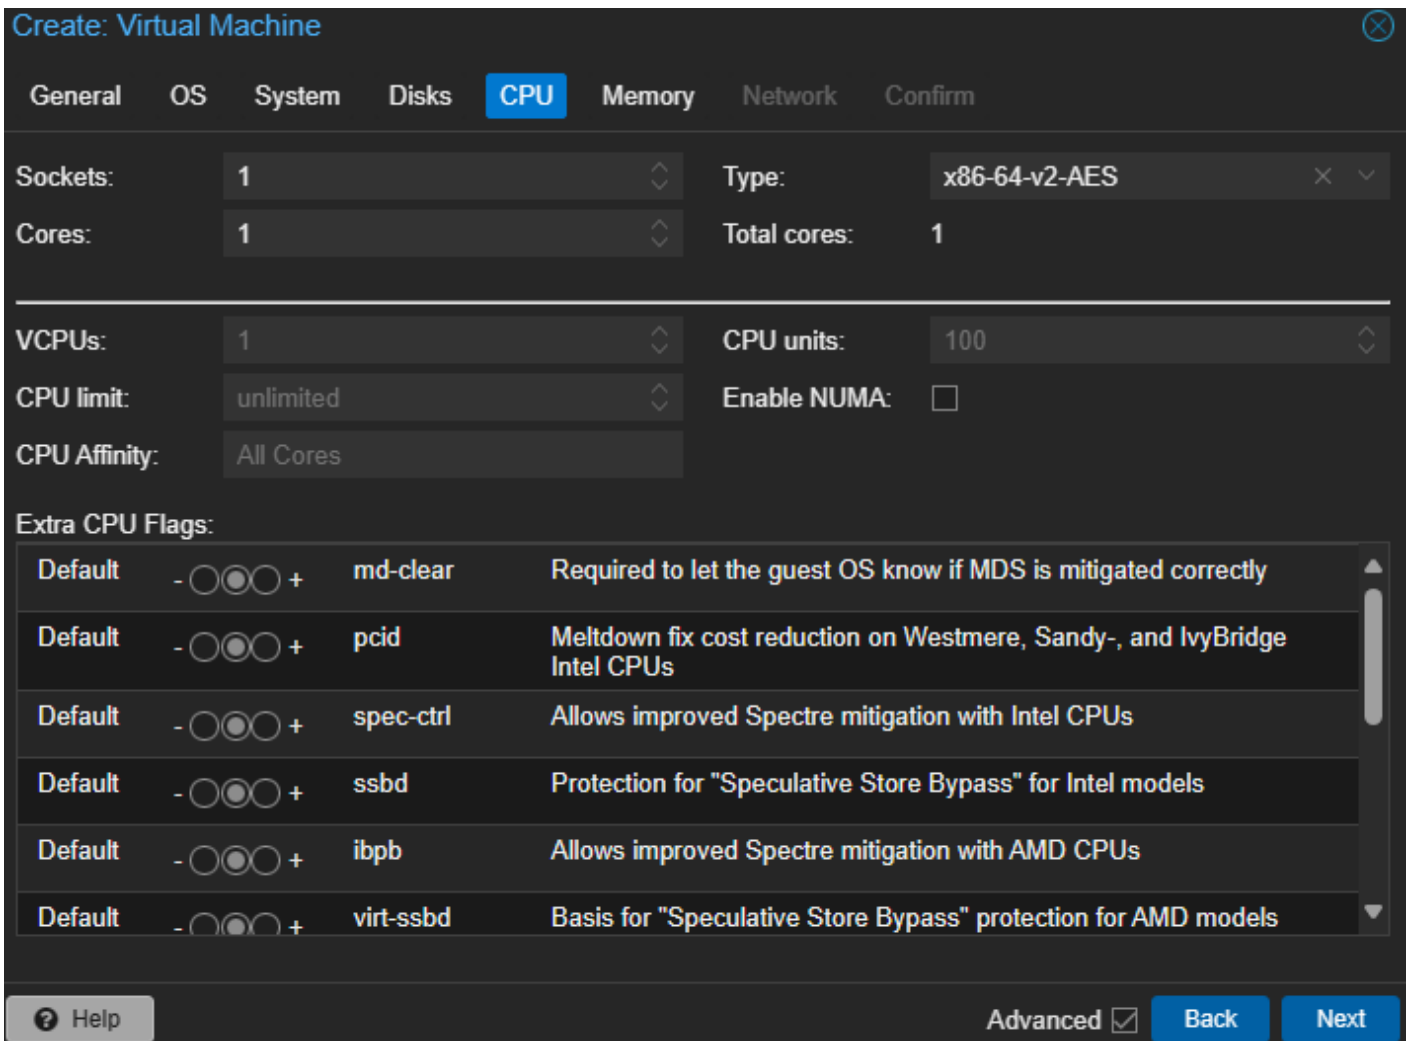 Create: Virtual Machine
General OS System Disks CPU Memory Network Confirm
Sockets: 1 Type: x86-64-v2-AES
Cores: 1 Total cores: 1
VCPUs: 1 CPU units: 100
CPU limit: unlimited Enable NUMA:
CPU Affinity: All Cores
Extra CPU Flags:
Default - + md-clear Required to let the guest OS know if MDS is mitigated correctly
Default - + pcid Meltdown fix cost reduction on Westmere, Sandy-, and IvyBridge
Intel CPUs
Default - + spec-ctrl Allows improved Spectre mitigation with Intel CPUs
Default - + ssbd Protection for "Speculative Store Bypass" for Intel models
Default - + ibpb Allows improved Spectre mitigation with AMD CPUs
Default - + virt-ssbd Basis for "Speculative Store Bypass" protection for AMD models
Help Advanced Back Next